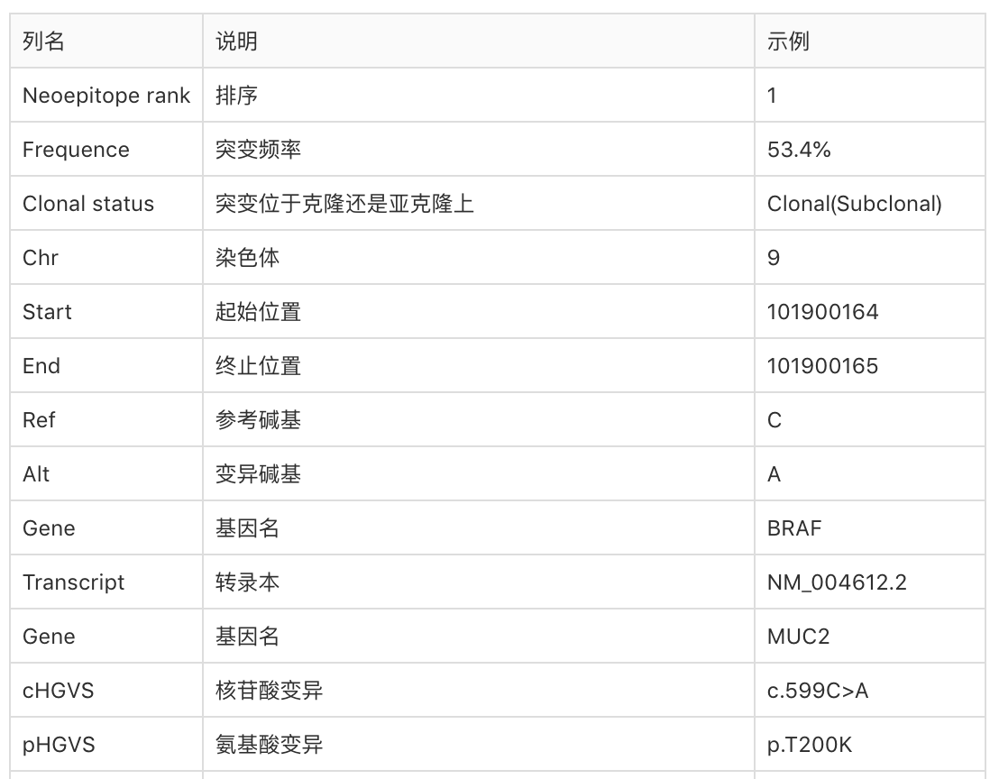 列名 说明 示例
Neoepitope rank 排序 1
Frequence 突变频率 53.4%
Clonal status 突变位于克隆还是亚克隆上 Clonal(Subclonal)
Chr 染色体 9
Start 起始位置 101900164
End 终止位置 101900165
Ref 参考碱基 C
Alt 变异碱基 A
Gene 基因名 BRAF
Transcript 转录本 NM_004612.2
Gene 基因名 MUC2
cHGVS 核苷酸变异 c.599C>A
pHGVS 氨基酸变异 p.T200K